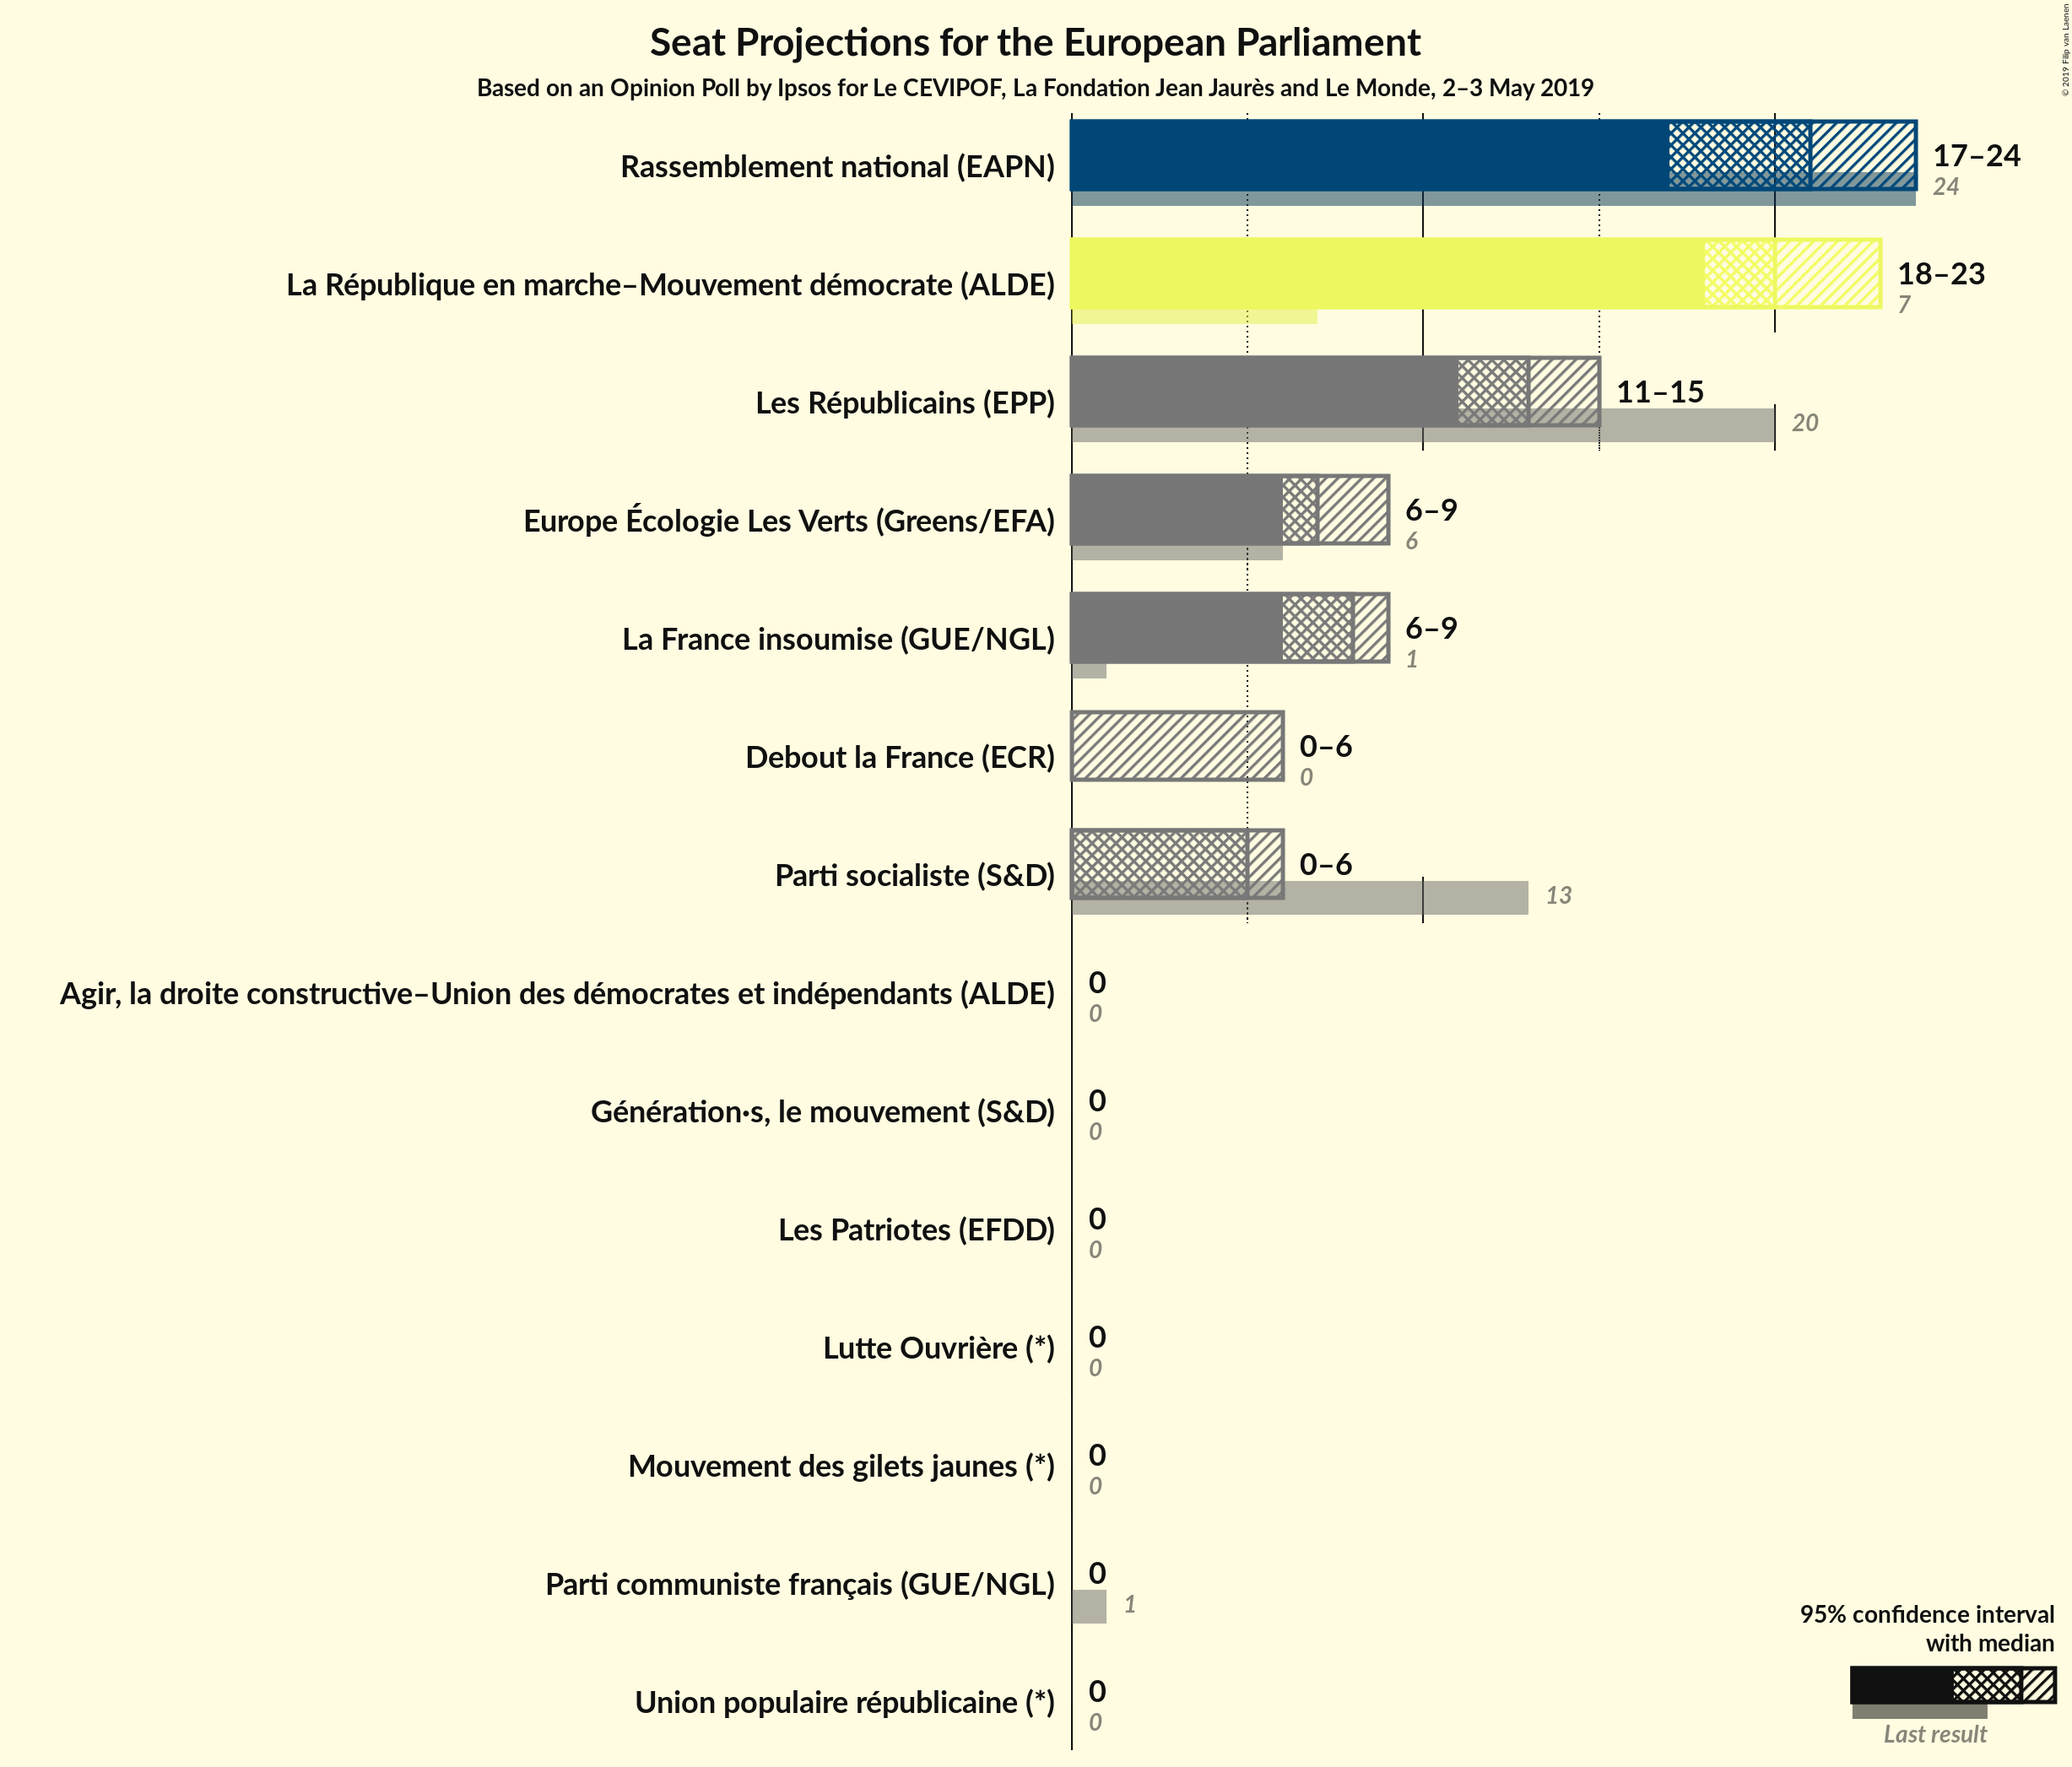 Seat Projections for the European Parliament
Based on an Opinion Poll by Ipsos for Le CEVIPOF, La Fondation Jean Jaurès and Le Monde, 2–3 May 2019
© 2019 Filip van Laenen
Rassemblement national (EAPN)
17–24
24
La République en marche–Mouvement démocrate (ALDE)
18–23
7
Les Républicains (EPP)
11–15
20
Europe Écologie Les Verts (Greens/EFA)
6–9
6
La France insoumise (GUE/NGL)
6–9
1
Debout la France (ECR)
0–6
0
Parti socialiste (S&D)
0–6
13
Agir, la droite constructive–Union des démocrates et indépendants (ALDE)
0
0
Génération·s, le mouvement (S&D)
0
0
Les Patriotes (EFDD)
0
0
Lutte Ouvrière (*)
0
0
Mouvement des gilets jaunes (*)
0
0
Parti communiste français (GUE/NGL)
0
1
Union populaire républicaine (*)
0
0
95% confidence interval
with median
Last result